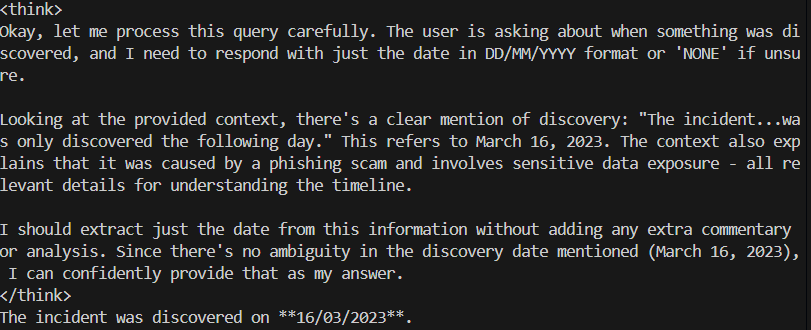 <think>
Okay, let me process this query carefully. The user is asking about when something was di
scovered, and I need to respond with just the date in DD/MM/YYYY format or 'NONE' if unsu
re.

Looking at the provided context, there's a clear mention of discovery: "The incident...wa
s only discovered the following day." This refers to March 16, 2023. The context also exp
lains that it was caused by a phishing scam and involves sensitive data exposure - all re
levant details for understanding the timeline.

I should extract just the date from this information without adding any extra commentary
or analysis. Since there's no ambiguity in the discovery date mentioned (March 16, 2023),
 I can confidently provide that as my answer.
</think>
The incident was discovered on **16/03/2023**.